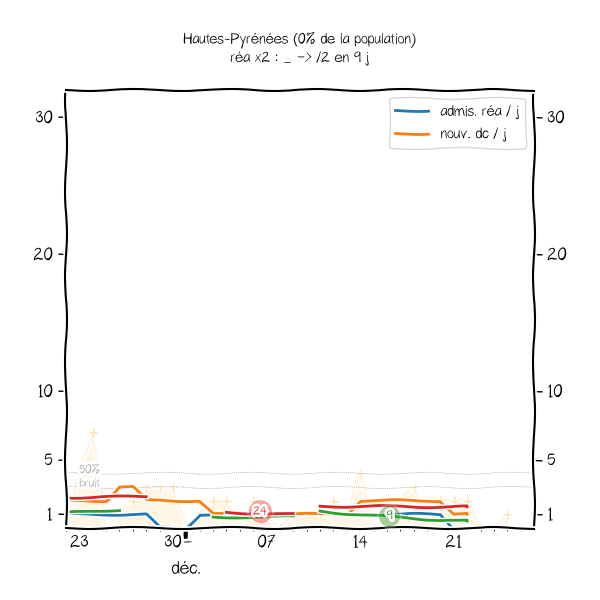 Hautes-Pyrénées (0% de la population)
réa x2 : _ -> /2 en 9 j
admis. réa / j
nouv. dc / j
30 30
20 20
10 10
5 5
50%
bruit
1 1
24
9
23 30 07 14 21
déc.